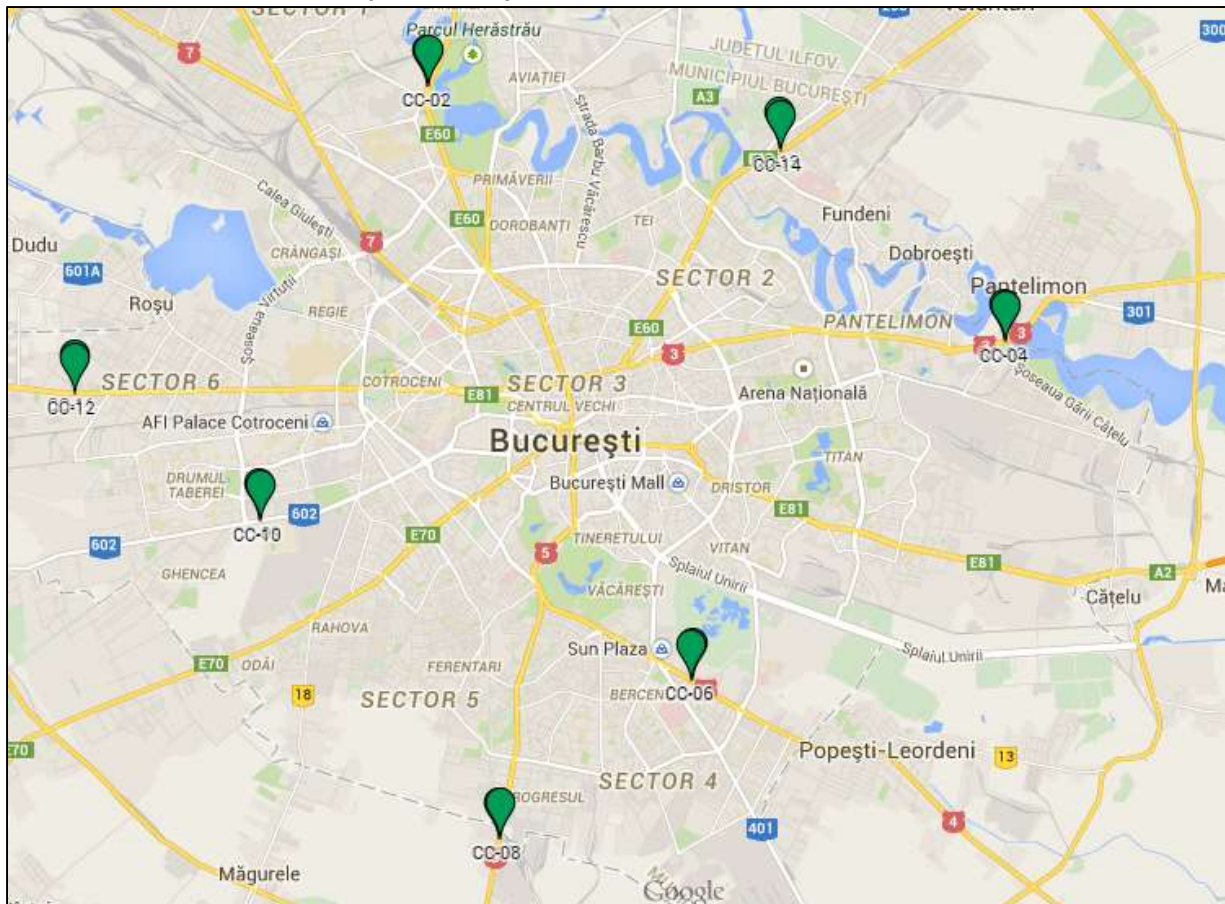 SECTOR 1
Parcul Herăstrău
Voluntari
300
7
CC-02
AVIAȚIEI
JUDEȚUL ILFOV
MUNICIPIUL BUCUREȘTI
A3
E60
Strada Barbu Văcărescu
CC-14
PRIMĂVERII
Calea Giulești
E60
DOROBANȚI
TEI
Fundeni
7
Dudu
CRÂNGAȘI
Dobroești
601A
SECTOR 2
Pantelimon
Roșu
Șoseaua Virtuții
REGIE
E60
PANTELIMON
301
3
3
3
CC-04
SECTOR 6
COTROCENI
SECTOR 3
Șoseaua Gării Cățelu
CC-12
E81
CENTRUL VECHI
Arena Națională
AFI Palace Cotroceni
București
TITAN
DRUMUL
TABEREI
București Mall
DRISTOR
602
E81
CC-10
E70
602
5
TINERETULUI
VITAN
GHENCEA
Splaiul Unirii
E81
A2
VĂCĂREȘTI
Cățelu
RAHOVA
Sun Plaza
Splaiul Unirii
E70
ODĂI
FERENTARI
18
SECTOR 5
BERCENI
CC-06
E70
Popești-Leordeni
13
SECTOR 4
PROGRESUL
401
4
CC-08
Măgurele
Google